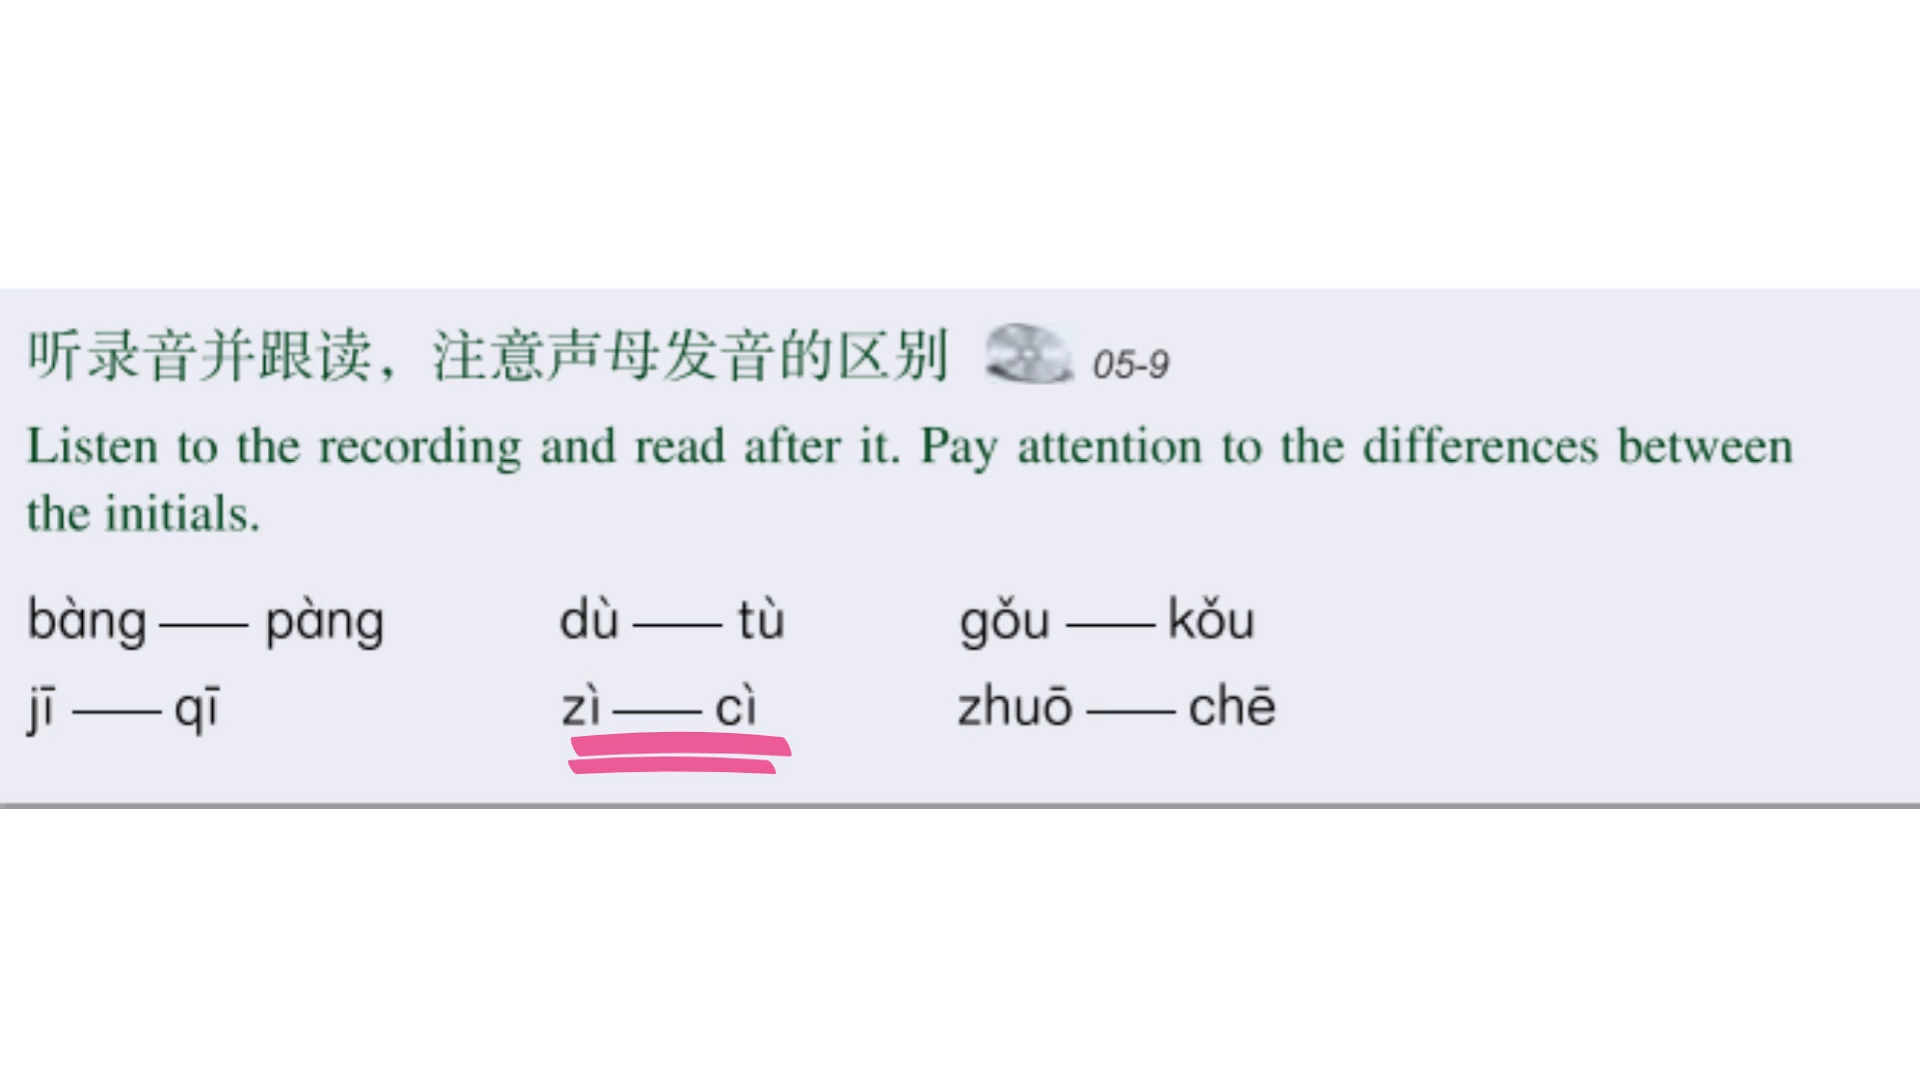 听录音并跟读，注意声母发音的区别 05-9
Listen to the recording and read after it. Pay attention to the differences between
the initials.
bàng —— pàng dù —— tù gǒu —— kǒu
jī —— qī zì —— cì zhuō —— chē